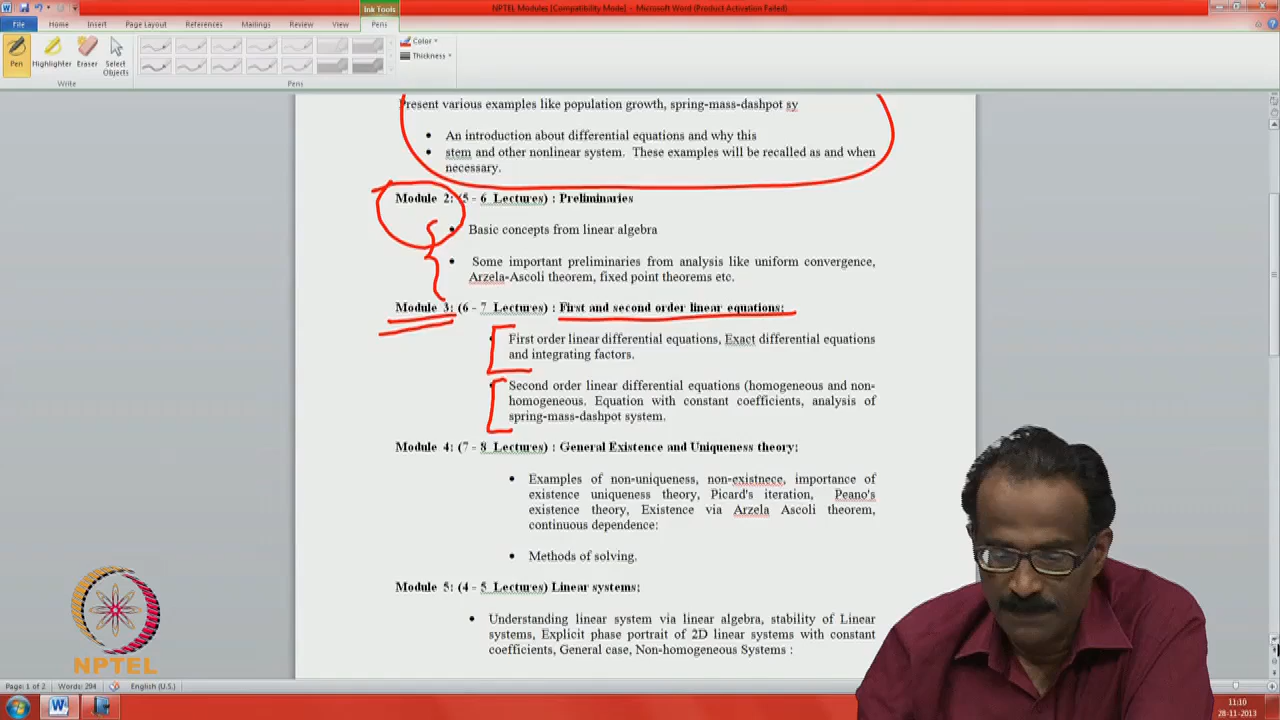 NPTEL Modules [Compatibility Mode] - Microsoft Word (Product Activation Failed)
Ink Tools
File Home Insert Page Layout References Mailings Review View Pens
Pen Highlighter Eraser Select Objects
Color
Thickness
Write Pens
Present various examples like population growth, spring-mass-dashpot sy
• An introduction about differential equations and why this
• stem and other nonlinear system. These examples will be recalled as and when
necessary.
Module 2: (5 - 6 Lectures) : Preliminaries
• Basic concepts from linear algebra
• Some important preliminaries from analysis like uniform convergence,
Arzela-Ascoli theorem, fixed point theorems etc.
Module 3: (6 - 7 Lectures) : First and second order linear equations:
First order linear differential equations, Exact differential equations
and integrating factors.
Second order linear differential equations (homogeneous and non-
homogeneous. Equation with constant coefficients, analysis of
spring-mass-dashpot system.
Module 4: (7 - 8 Lectures) : General Existence and Uniqueness theory:
• Examples of non-uniqueness, non-existnece, importance of
existence uniqueness theory, Picard's iteration, Peano's
existence theory, Existence via Arzela Ascoli theorem,
continuous dependence:
• Methods of solving.
Module 5: (4 - 5 Lectures) Linear systems:
• Understanding linear system via linear algebra, stability of Linear
systems, Explicit phase portrait of 2D linear systems with constant
coefficients, General case, Non-homogeneous Systems :
NPTEL
Page: 1 of 2 Words: 294 English (U.S.)
11:10
28-11-2013